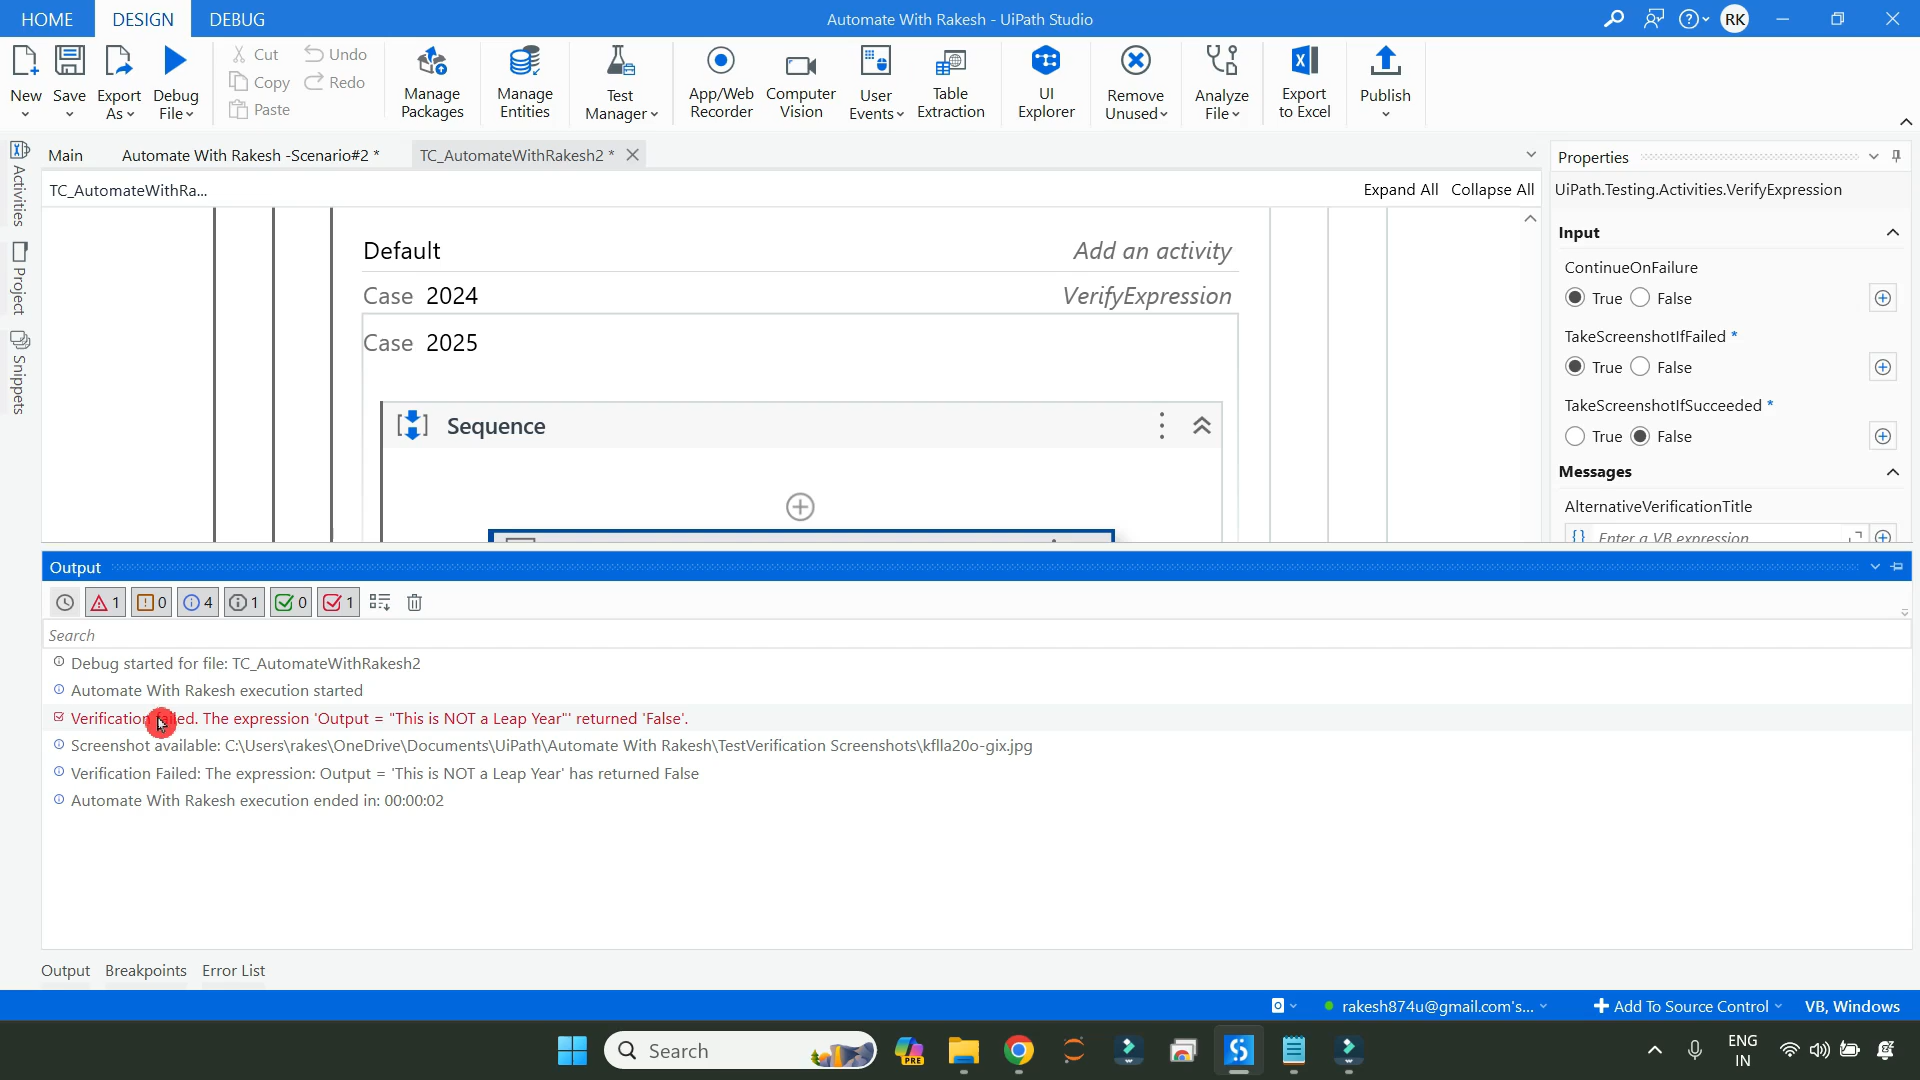 HOME DESIGN DEBUG Automate With Rakesh - UiPath Studio RK
New Save Export As Debug File Cut Copy Paste Undo Redo Manage Packages Manage Entities Test Manager App/Web Recorder Computer Vision User Events Table Extraction UI Explorer Remove Unused Analyze File Export to Excel Publish
Main Automate With Rakesh -Scenario#2 * TC_AutomateWithRakesh2 *
TC_AutomateWithRa... Expand All Collapse All
Activities
Project
Snippets
Default Add an activity
Case 2024 VerifyExpression
Case 2025
Sequence
Properties
UiPath.Testing.Activities.VerifyExpression
Input
ContinueOnFailure
True False
TakeScreenshotIfFailed *
True False
TakeScreenshotIfSucceeded *
True False
Messages
AlternativeVerificationTitle
Enter a VB expression
Output
1 0 4 1 0 1
Search
Debug started for file: TC_AutomateWithRakesh2
Automate With Rakesh execution started
Verification failed. The expression 'Output = "This is NOT a Leap Year"' returned 'False'.
Screenshot available: C:\Users\rakes\OneDrive\Documents\UiPath\Automate With Rakesh\TestVerification Screenshots\kflla20o-gix.jpg
Verification Failed: The expression: Output = 'This is NOT a Leap Year' has returned False
Automate With Rakesh execution ended in: 00:00:02
Output Breakpoints Error List
rakesh874u@gmail.com's... Add To Source Control VB, Windows
Search PRE ENG
IN